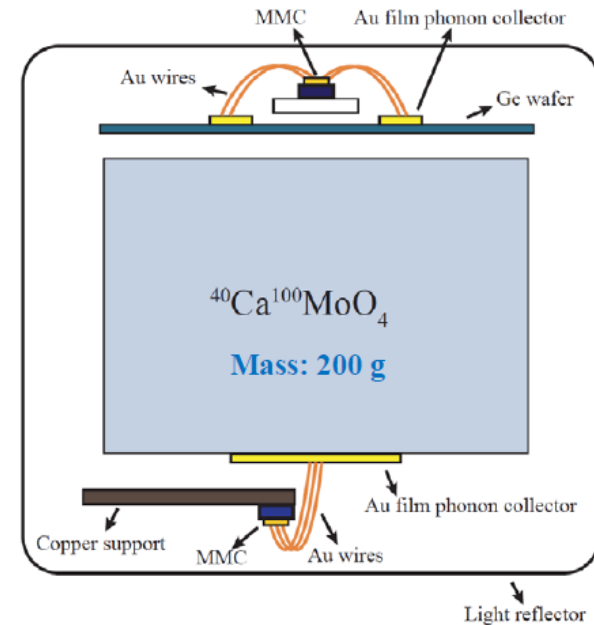 MMC
Au film phonon collector
Au wires
Ge wafer
⁴⁰Ca¹⁰⁰MoO₄
Mass: 200 g
Au film phonon collector
Copper support
MMC
Au wires
Light reflector